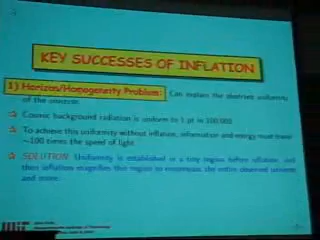 KEY SUCCESSES OF INFLATION
1) Horizon/Homogeneity Problem: Can explain the uniformity
of the universe.
Cosmic background radiation is uniform to 1 pt in 100,000.
To achieve this uniformity without inflation, information and energy must travel
~100 times the speed of light.
SOLUTION: Uniformity is established in a tiny region before inflation, and
then inflation magnifies this region to encompass the entire observed universe
and more.